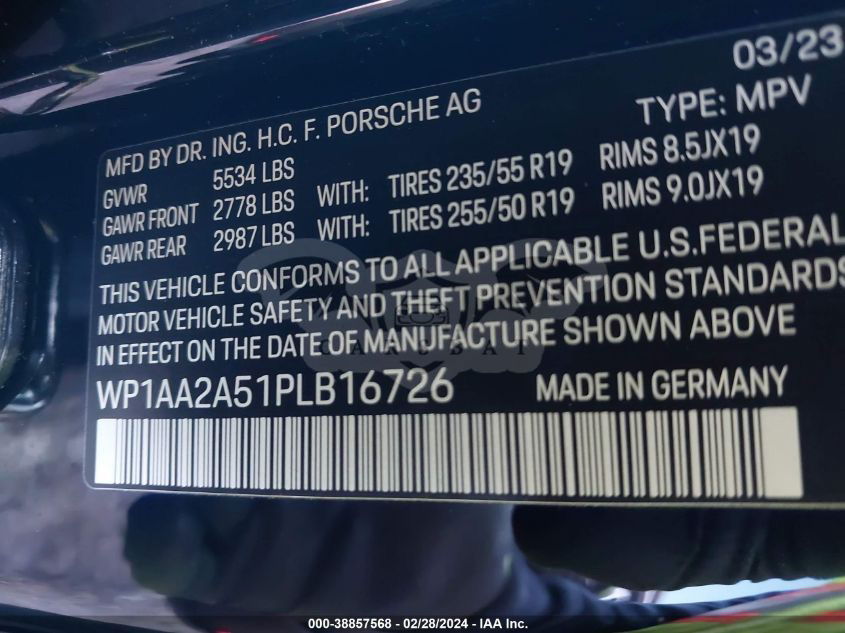 03/23
MFD BY DR. ING. H.C. F. PORSCHE AG TYPE: MPV
GVWR 5534 LBS
GAWR FRONT 2778 LBS WITH: TIRES 235/55 R19 RIMS 8.5JX19
GAWR REAR 2987 LBS WITH: TIRES 255/50 R19 RIMS 9.0JX19
THIS VEHICLE CONFORMS TO ALL APPLICABLE U.S.FEDERAL
MOTOR VEHICLE SAFETY AND THEFT PREVENTION STANDARDS
IN EFFECT ON THE DATE OF MANUFACTURE SHOWN ABOVE
CARSBAT
WP1AA2A51PLB16726 MADE IN GERMANY
000-38857568 - 02/28/2024 - IAA Inc.